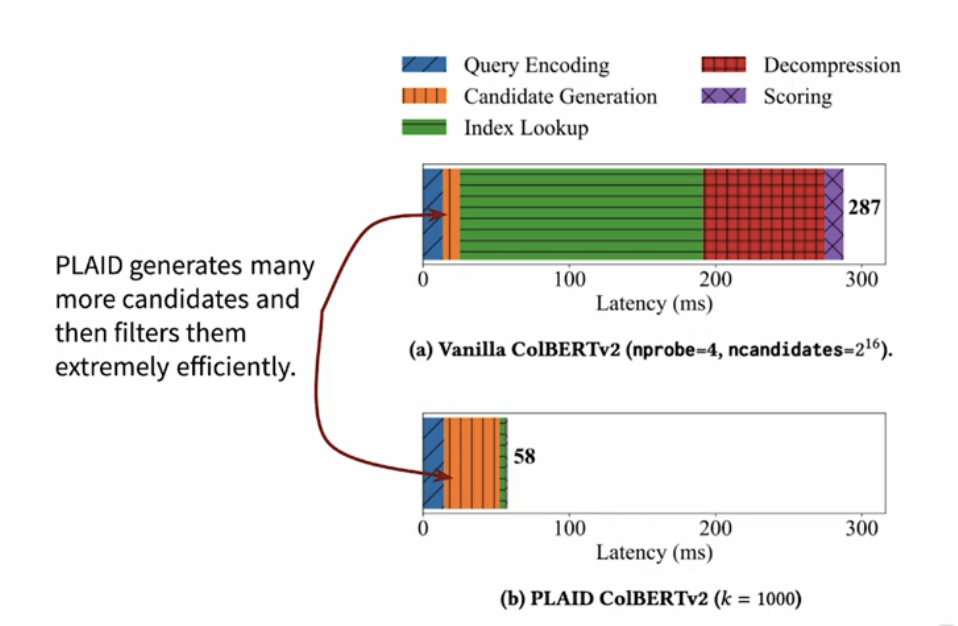 Query Encoding
Decompression
Candidate Generation
Scoring
Index Lookup
287
0 100 200 300
Latency (ms)
(a) Vanilla ColBERTv2 (nprobe=4, ncandidates=2¹⁶).
PLAID generates many
more candidates and
then filters them
extremely efficiently.
58
0 100 200 300
Latency (ms)
(b) PLAID ColBERTv2 (k = 1000)